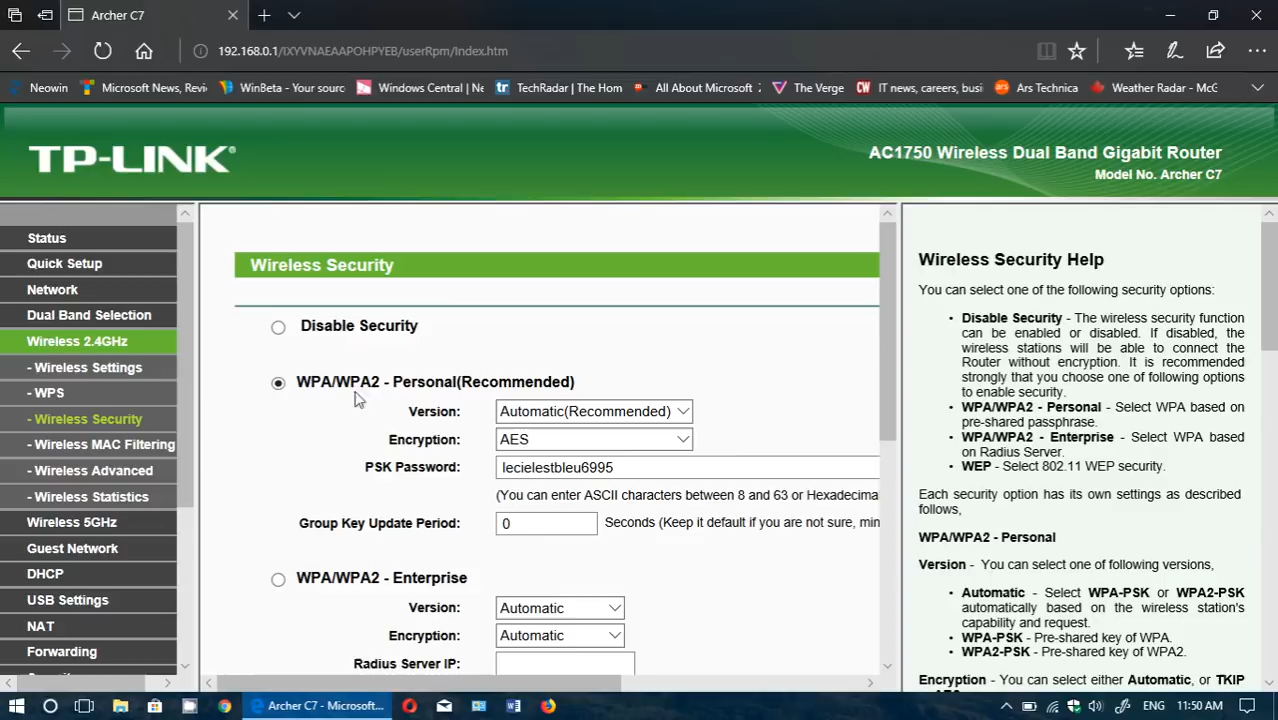 Archer C7
192.168.0.1/IXYVNAEAAPOHPYEB/userRpm/Index.htm
Neowin
Microsoft News, Revi
WinBeta - Your sourc
Windows Central | Ne
TechRadar | The Hom
All About Microsoft
The Verge
IT news, careers, busi
Ars Technica
Weather Radar - McG
TP-LINK®
AC1750 Wireless Dual Band Gigabit Router
Model No. Archer C7
Status
Quick Setup
Network
Dual Band Selection
Wireless 2.4GHz
- Wireless Settings
- WPS
- Wireless Security
- Wireless MAC Filtering
- Wireless Advanced
- Wireless Statistics
Wireless 5GHz
Guest Network
DHCP
USB Settings
NAT
Forwarding
Wireless Security
Disable Security
WPA/WPA2 - Personal(Recommended)
Version: Automatic(Recommended)
Encryption: AES
PSK Password: lecielestbleu6995
(You can enter ASCII characters between 8 and 63 or Hexadecima
Group Key Update Period: 0 Seconds (Keep it default if you are not sure, min
WPA/WPA2 - Enterprise
Version: Automatic
Encryption: Automatic
Radius Server IP:
Wireless Security Help
You can select one of the following security options:
• Disable Security - The wireless security function
can be enabled or disabled. If disabled, the
wireless stations will be able to connect the
Router without encryption. It is recommended
strongly that you choose one of following options
to enable security.
• WPA/WPA2 - Personal - Select WPA based on
pre-shared passphrase.
• WPA/WPA2 - Enterprise - Select WPA based
on Radius Server.
• WEP - Select 802.11 WEP security.
Each security option has its own settings as described
follows,
WPA/WPA2 - Personal
Version - You can select one of following versions,
• Automatic - Select WPA-PSK or WPA2-PSK
automatically based on the wireless station's
capability and request.
• WPA-PSK - Pre-shared key of WPA.
• WPA2-PSK - Pre-shared key of WPA2.
Encryption - You can select either Automatic, or TKIP
Archer C7 - Microsoft...
ENG
11:50 AM